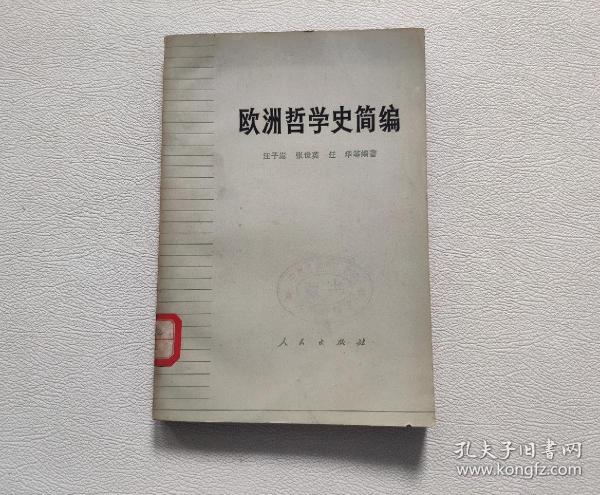 欧洲哲学史简编
汪子嵩 张世英 任 华等编著
人民出版社
孔夫子旧书网
www.kongfz.com